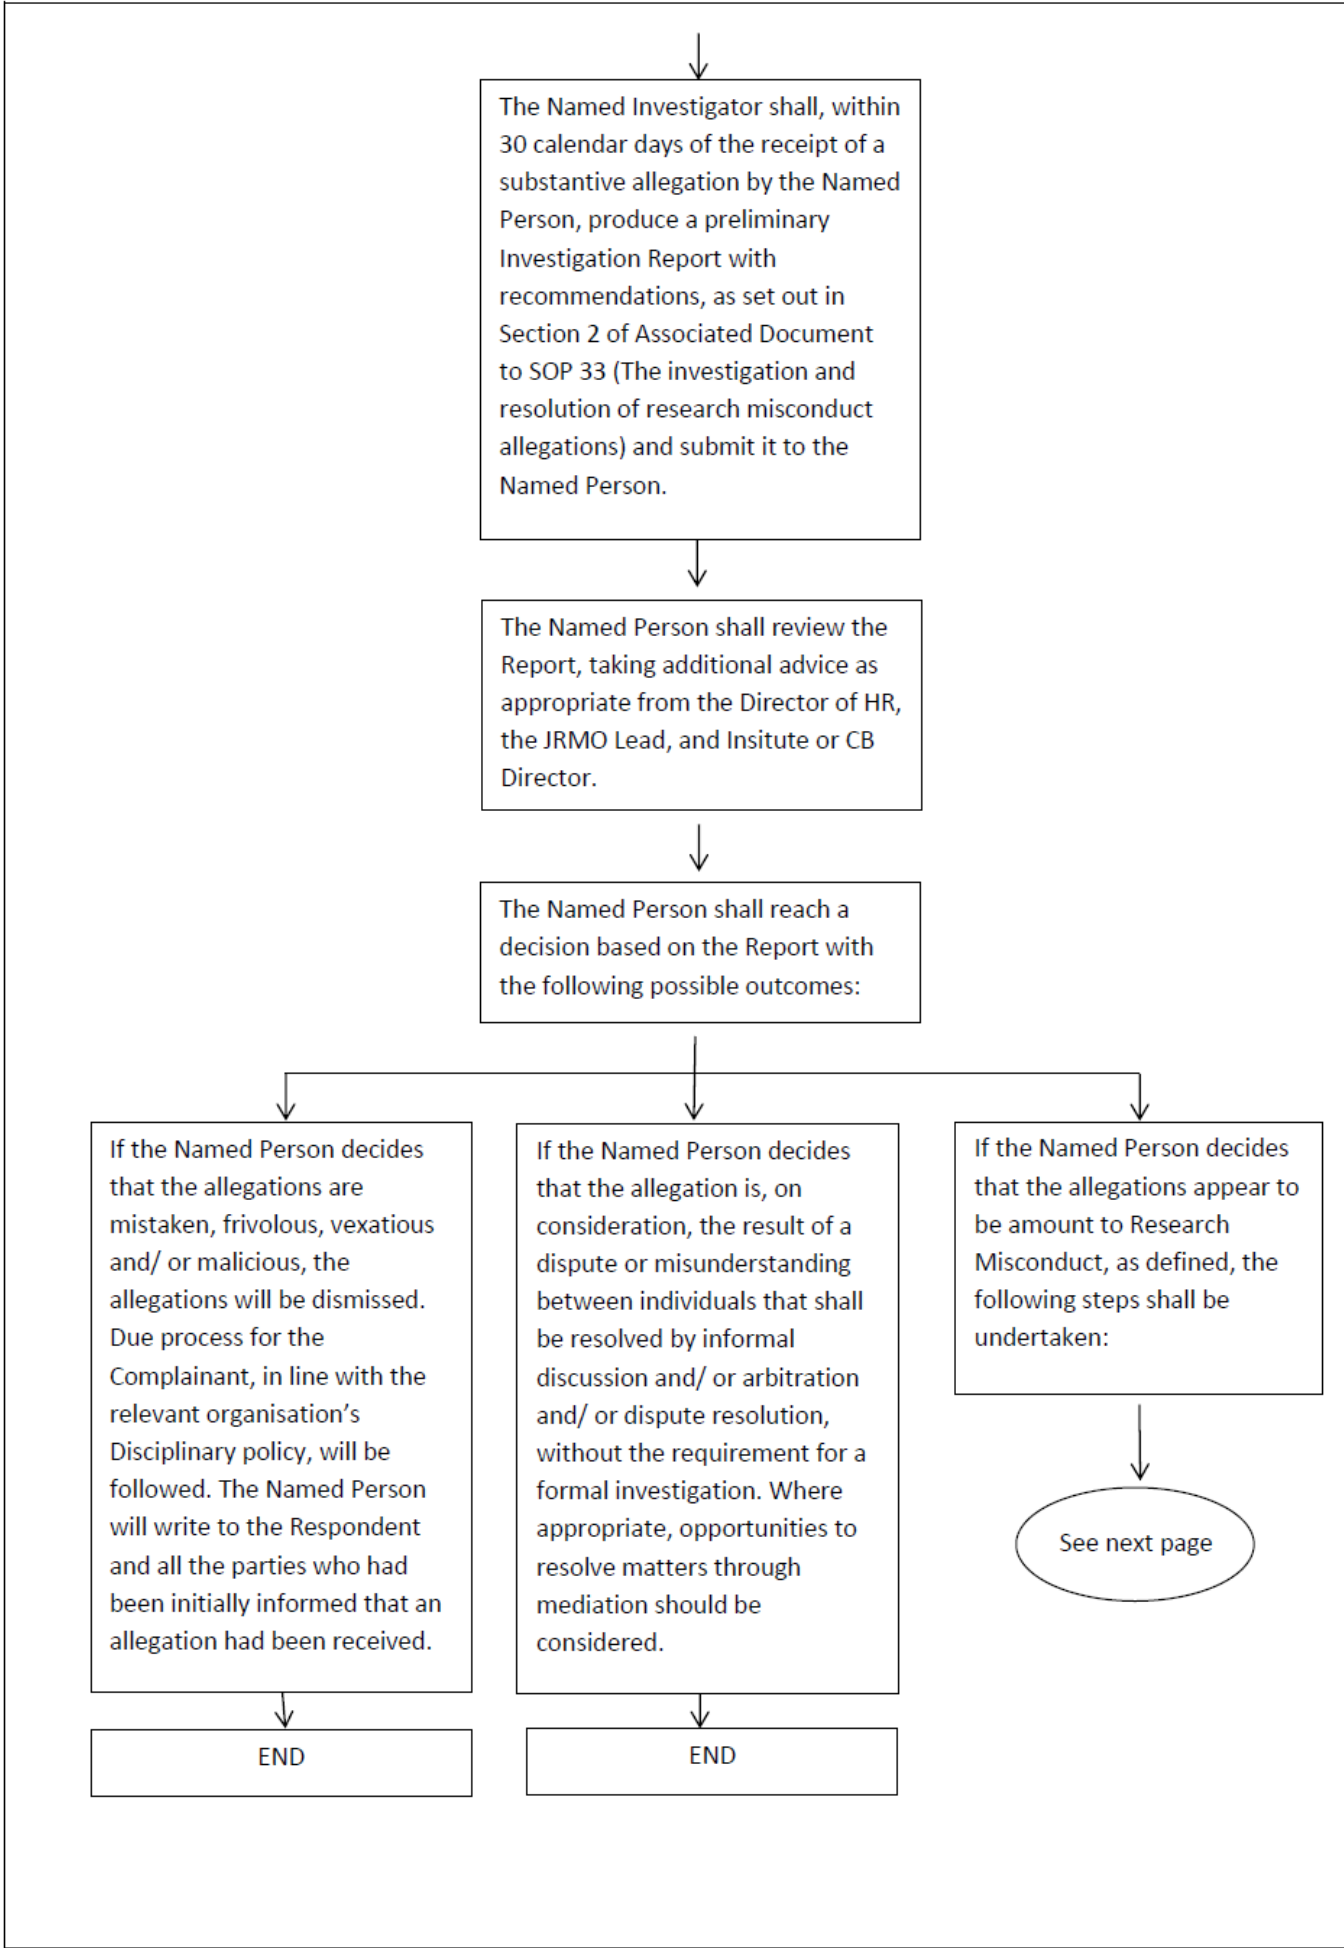 The Named Investigator shall, within
30 calendar days of the receipt of a
substantive allegation by the Named
Person, produce a preliminary
Investigation Report with
recommendations, as set out in
Section 2 of Associated Document
to SOP 33 (The investigation and
resolution of research misconduct
allegations) and submit it to the
Named Person.
The Named Person shall review the
Report, taking additional advice as
appropriate from the Director of HR,
the JRMO Lead, and Insitute or CB
Director.
The Named Person shall reach a
decision based on the Report with
the following possible outcomes:
If the Named Person decides
that the allegations are
mistaken, frivolous, vexatious
and/ or malicious, the
allegations will be dismissed.
Due process for the
Complainant, in line with the
relevant organisation’s
Disciplinary policy, will be
followed. The Named Person
will write to the Respondent
and all the parties who had
been initially informed that an
allegation had been received.
END
If the Named Person decides
that the allegation is, on
consideration, the result of a
dispute or misunderstanding
between individuals that shall
be resolved by informal
discussion and/ or arbitration
and/ or dispute resolution,
without the requirement for a
formal investigation. Where
appropriate, opportunities to
resolve matters through
mediation should be
considered.
END
If the Named Person decides
that the allegations appear to
be amount to Research
Misconduct, as defined, the
following steps shall be
undertaken:
See next page